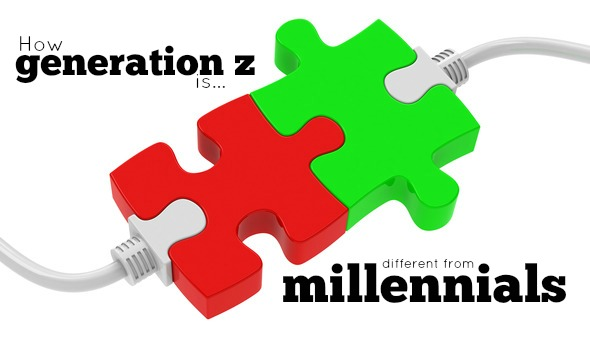 How
generation z
is...
different from
millennials